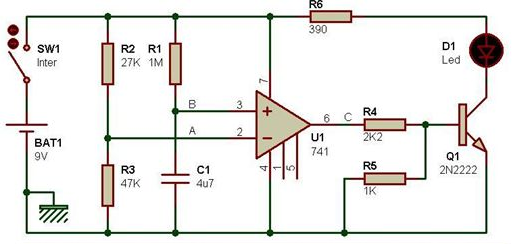 R6
390
SW1
Inter
R2
27K
R1
1M
D1
Led
7
B
3
6
C
R4
2K2
A
2
U1
741
BAT1
9V
R3
47K
C1
4u7
4
1
5
R5
1K
Q1
2N2222